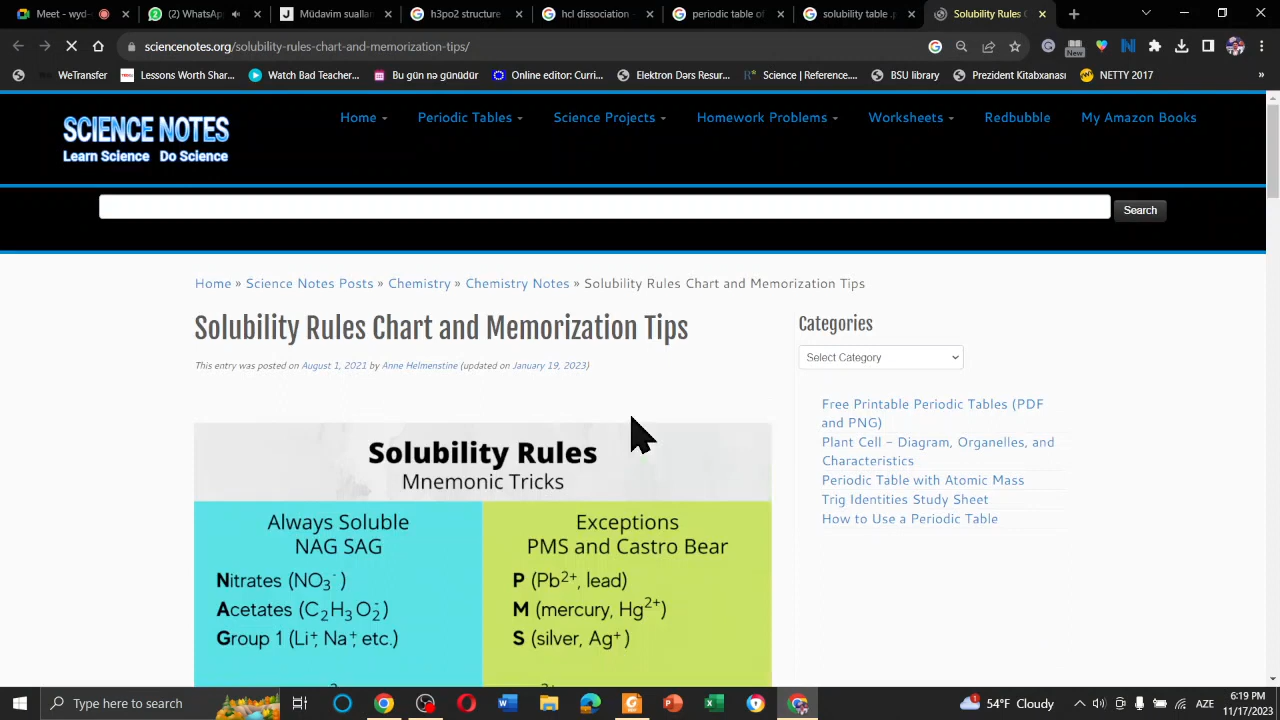 (2) WhatsApp
Müdavim suallar
h3po2 structure
hcl dissociation -
periodic table of
solubility table .p
Solubility Rules C
sciencenotes.org/solubility-rules-chart-and-memorization-tips/
New
WeTransfer
Lessons Worth Shar...
Watch Bad Teacher...
Bu gün nə günüdür
Online error: Curri...
Elektron Dərs Resur...
Science | Reference...
BSU library
Prezident Kitabxanası
NETTY 2017
»
SCIENCE NOTES
Learn Science Do Science
Home
Periodic Tables
Science Projects
Homework Problems
Worksheets
Redbubble
My Amazon Books
Search
Home » Science Notes Posts » Chemistry » Chemistry Notes » Solubility Rules Chart and Memorization Tips
Solubility Rules Chart and Memorization Tips
This entry was posted on August 1, 2021 by Anne Helmenstine (updated on January 19, 2023)
Categories
Select Category
Free Printable Periodic Tables (PDF
and PNG)
Plant Cell – Diagram, Organelles, and
Characteristics
Periodic Table with Atomic Mass
Trig Identities Study Sheet
How to Use a Periodic Table
Solubility Rules
Mnemonic Tricks
Always Soluble
NAG SAG
Nitrates (NO₃⁻)
Acetates (C₂H₃O₂⁻)
Group 1 (Li⁺, Na⁺, etc.)
Exceptions
PMS and Castro Bear
P (Pb²⁺, lead)
M (mercury, Hg²⁺)
S (silver, Ag⁺)
Type here to search
54°F Cloudy
AZE
6:19 PM
11/17/2023